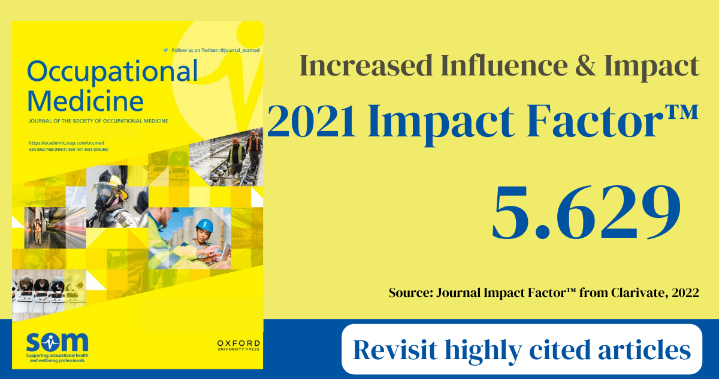 Follow us on Twitter: @journal_occmed
Occupational
Medicine
JOURNAL OF THE SOCIETY OF OCCUPATIONAL MEDICINE
https://academic.oup.com/occmed
Increased Influence & Impact
2021 Impact Factor™
5.629
Source: Journal Impact Factor™ from Clarivate, 2022
som
Supporting occupational health
and wellbeing professionals
OXFORD
UNIVERSITY PRESS
Revisit highly cited articles